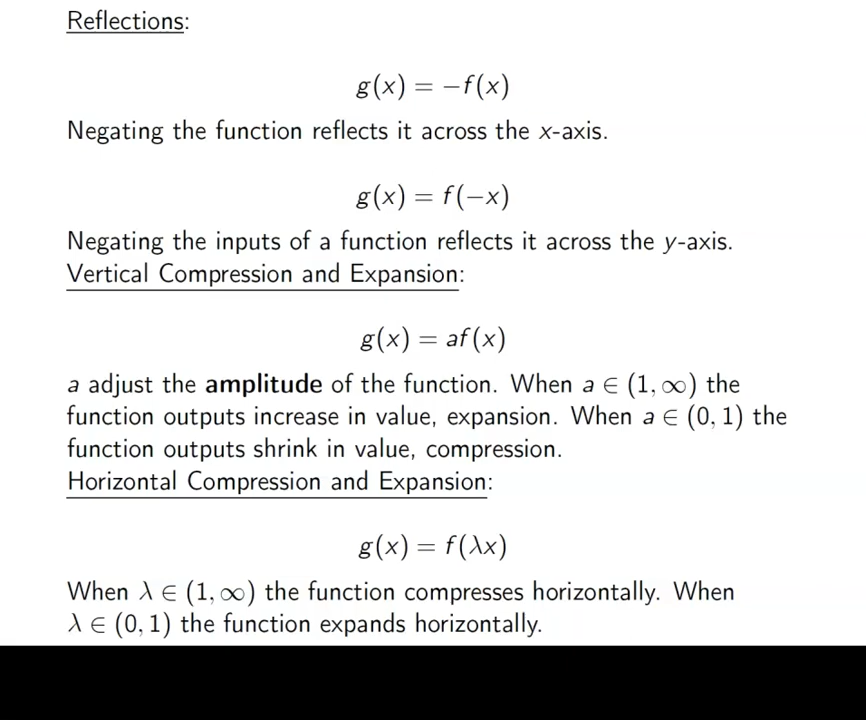 Reflections:
g(x) = −f(x)
Negating the function reflects it across the x-axis.
g(x) = f(−x)
Negating the inputs of a function reflects it across the y-axis.
Vertical Compression and Expansion:
g(x) = af(x)
a adjust the amplitude of the function. When a ∈ (1, ∞) the
function outputs increase in value, expansion. When a ∈ (0, 1) the
function outputs shrink in value, compression.
Horizontal Compression and Expansion:
g(x) = f(λx)
When λ ∈ (1, ∞) the function compresses horizontally. When
λ ∈ (0, 1) the function expands horizontally.